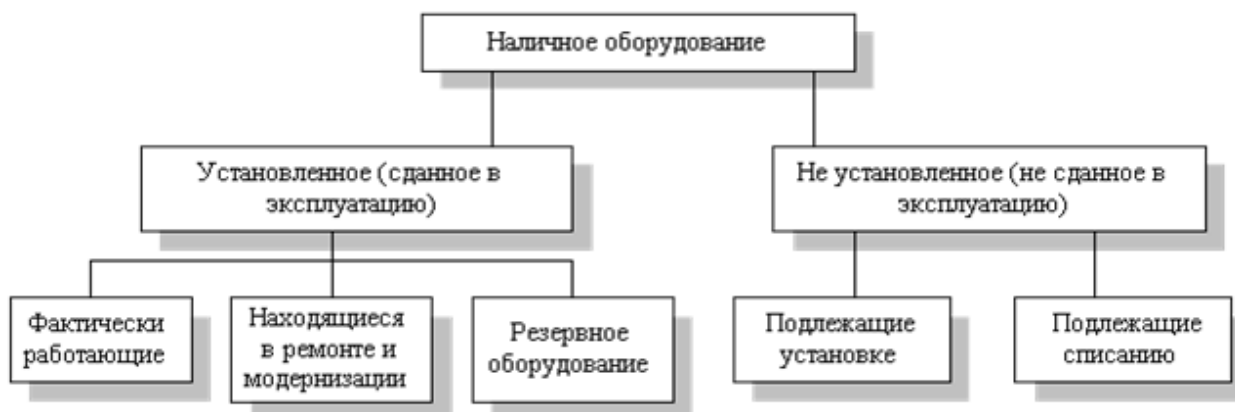 Наличное оборудование
Установленное (сданное в
эксплуатацию)
Не установленное (не сданное в
эксплуатацию)
Фактически
работающие
Находящиеся
в ремонте и
модернизации
Резервное
оборудование
Подлежащие
установке
Подлежащие
списанию